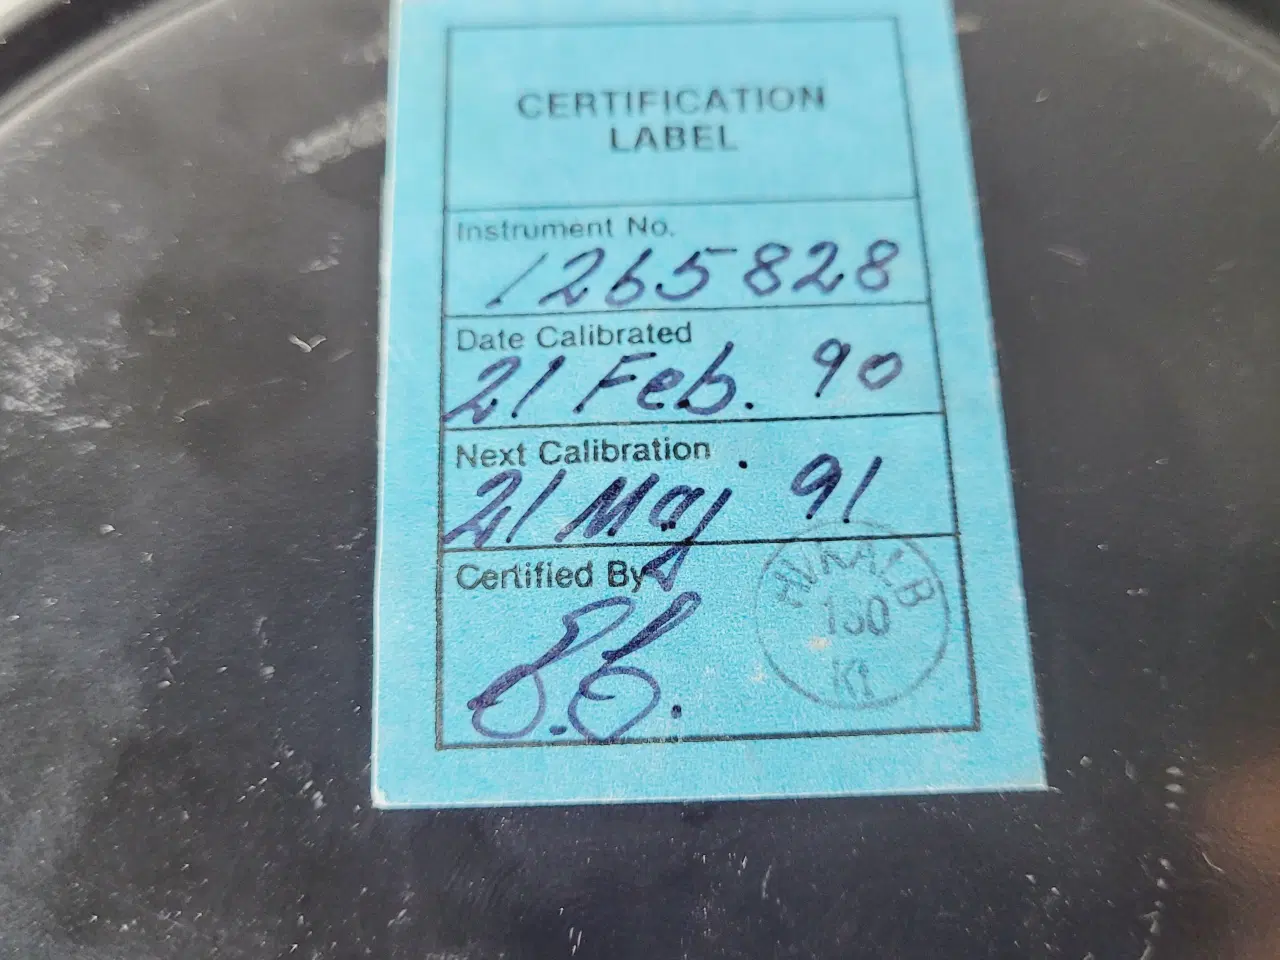 CERTIFICATION
LABEL
Instrument No.
1265828
Date Calibrated
21 Feb. 90
Next Calibration
21 Maj 91
Certified By
130